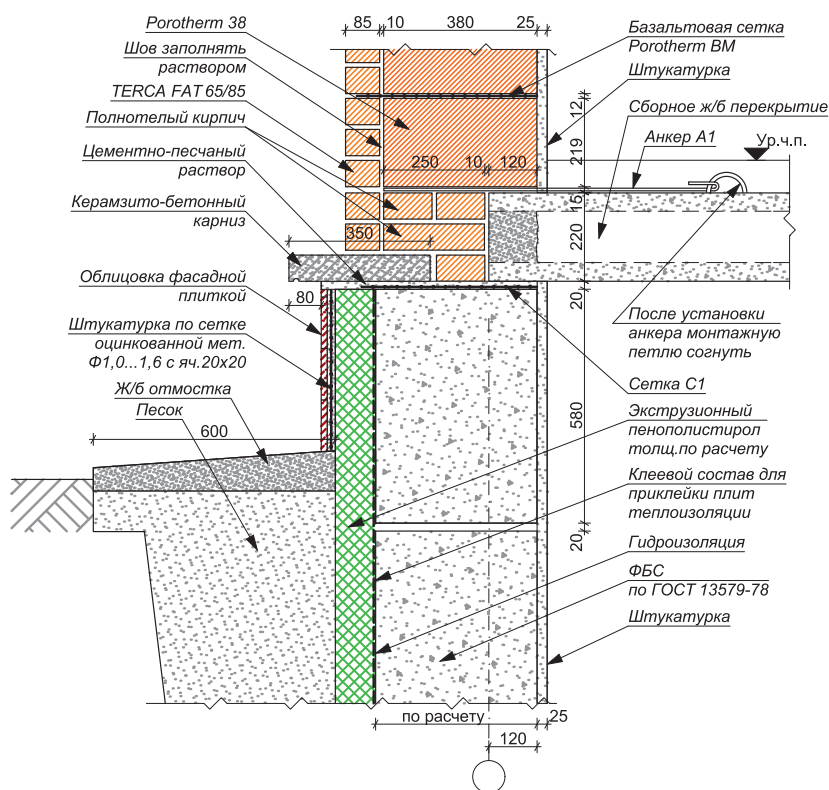 85 10 380 25
Porotherm 38
Шов заполнять
раствором
TERCA FAT 65/85
Полнотелый кирпич
Цементно-песчаный
раствор
Керамзито-бетонный
карниз
350
Облицовка фасадной
плиткой
80
Штукатурка по сетке
оцинкованной мет.
Ф1,0...1,6 с яч.20х20
Ж/б отмостка
Песок
600
250 10 120
Базальтовая сетка
Porotherm BM
Штукатурка
Сборное ж/б перекрытие
Анкер А1
Ур.ч.п.
12
219
15
220
20
580
20
После установки
анкера монтажную
петлю согнуть
Сетка С1
Экструзионный
пенополистирол
толщ.по расчету
Клеевой состав для
приклейки плит
теплоизоляции
Гидроизоляция
ФБС
по ГОСТ 13579-78
Штукатурка
по расчету 25
120